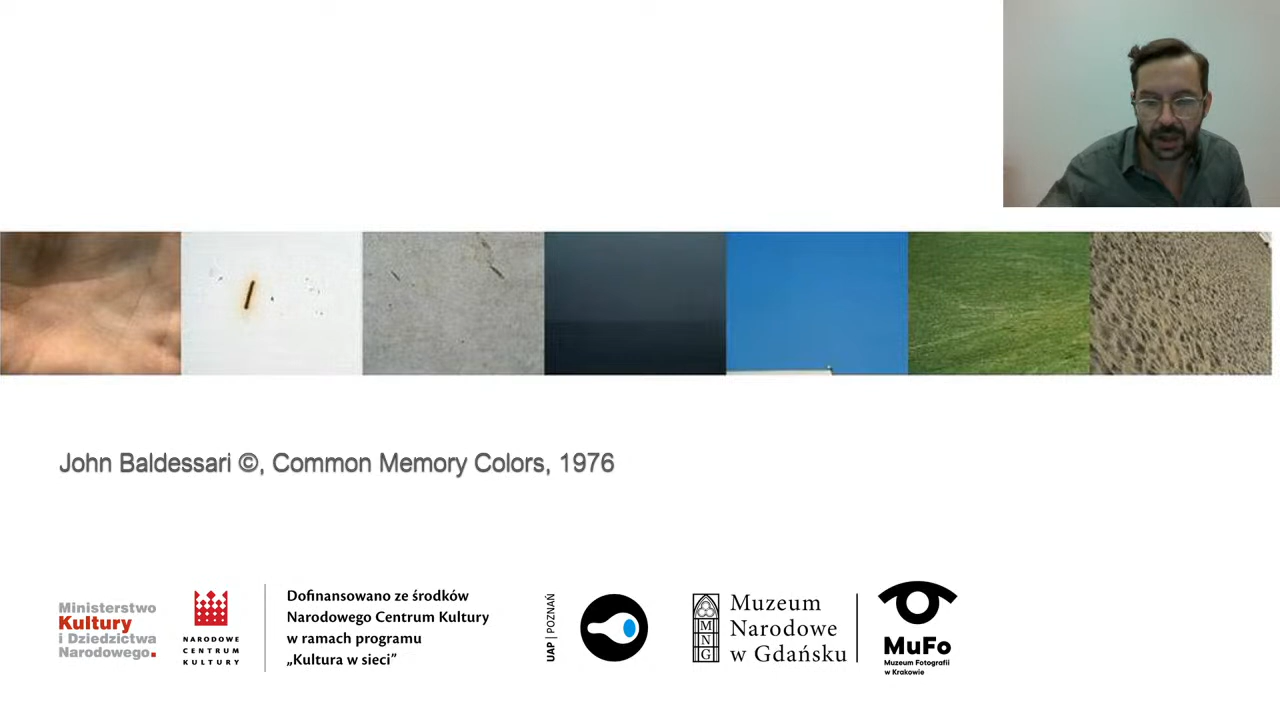 John Baldessari ©, Common Memory Colors, 1976
Ministerstwo
Kultury
i Dziedzictwa
Narodowego.
NARODOWE
CENTRUM
KULTURY
Dofinansowano ze środków
Narodowego Centrum Kultury
w ramach programu
„Kultura w sieci”
UAP | POZNAŃ
M
N
G
Muzeum
Narodowe
w Gdańsku
MuFo
Muzeum Fotografii
w Krakowie